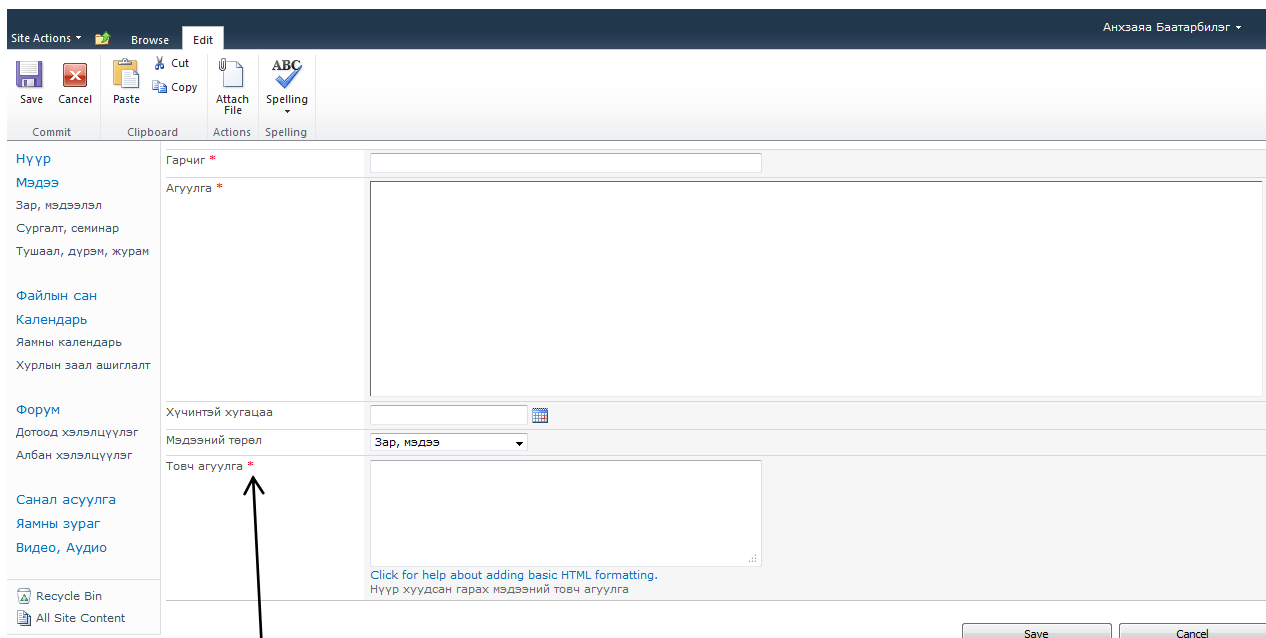 Анхзаяа Баатарбилэг
Site Actions Browse Edit
Cut
Copy
Save Cancel Paste Attach File ABC Spelling
Commit Clipboard Actions Spelling
Нүүр
Мэдээ
Зар, мэдээлэл
Сургалт, семинар
Тушаал, дүрэм, журам
Файлын сан
Календарь
Яамны календарь
Хурлын заал ашиглалт
Форум
Дотоод хэлэлцүүлэг
Албан хэлэлцүүлэг
Санал асуулга
Яамны зураг
Видео, Аудио
Recycle Bin
All Site Content
Гарчиг *
Агуулга *
Хүчинтэй хугацаа
Мэдээний төрөл Зар, мэдээ
Товч агуулга *
Click for help about adding basic HTML formatting.
Нүүр хуудсан гарах мэдээний товч агуулга
Save Cancel